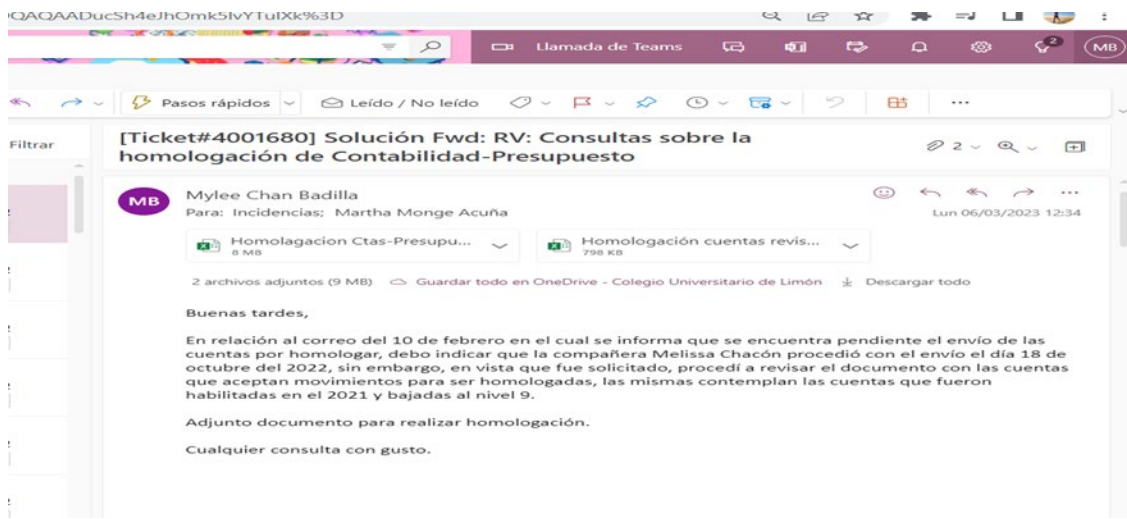 QAQAADucSh4eJhOmk5IvYTuIXk%3D
Llamada de Teams
2
MB
Pasos rápidos
Leído / No leído
Filtrar
[Ticket#4001680] Solución Fwd: RV: Consultas sobre la
homologación de Contabilidad-Presupuesto
2
MB
Mylee Chan Badilla
Para: Incidencias; Martha Monge Acuña
Lun 06/03/2023 12:34
Homolagacion Ctas-Presupu...
8 MB
Homologación cuentas revis...
798 KB
2 archivos adjuntos (9 MB)
Guardar todo en OneDrive - Colegio Universitario de Limón
Descargar todo
Buenas tardes,
En relación al correo del 10 de febrero en el cual se informa que se encuentra pendiente el envío de las
cuentas por homologar, debo indicar que la compañera Melissa Chacón procedió con el envío el día 18 de
octubre del 2022, sin embargo, en vista que fue solicitado, procedí a revisar el documento con las cuentas
que aceptan movimientos para ser homologadas, las mismas contemplan las cuentas que fueron
habilitadas en el 2021 y bajadas al nivel 9.
Adjunto documento para realizar homologación.
Cualquier consulta con gusto.